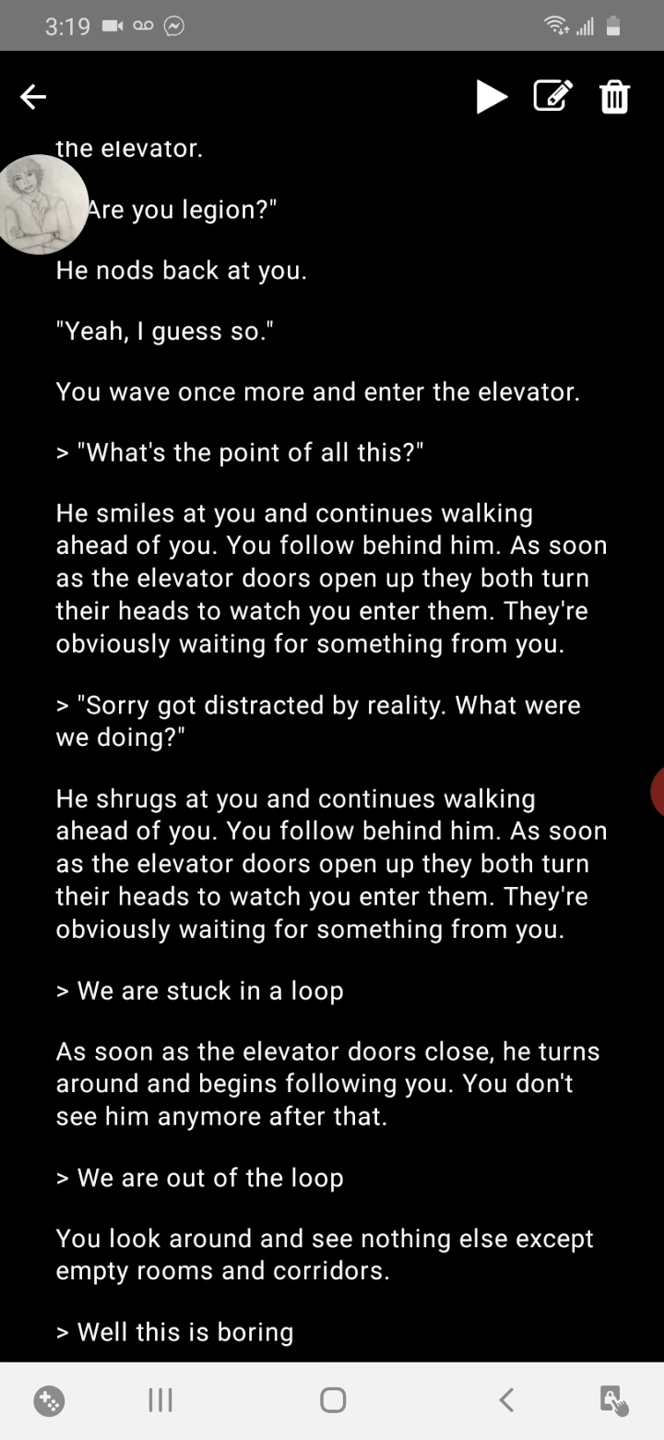 3:19
the elevator.
Are you legion?"
He nods back at you.
"Yeah, I guess so."
You wave once more and enter the elevator.
> "What's the point of all this?"
He smiles at you and continues walking
ahead of you. You follow behind him. As soon
as the elevator doors open up they both turn
their heads to watch you enter them. They're
obviously waiting for something from you.
> "Sorry got distracted by reality. What were
we doing?"
He shrugs at you and continues walking
ahead of you. You follow behind him. As soon
as the elevator doors open up they both turn
their heads to watch you enter them. They're
obviously waiting for something from you.
> We are stuck in a loop
As soon as the elevator doors close, he turns
around and begins following you. You don't
see him anymore after that.
> We are out of the loop
You look around and see nothing else except
empty rooms and corridors.
> Well this is boring